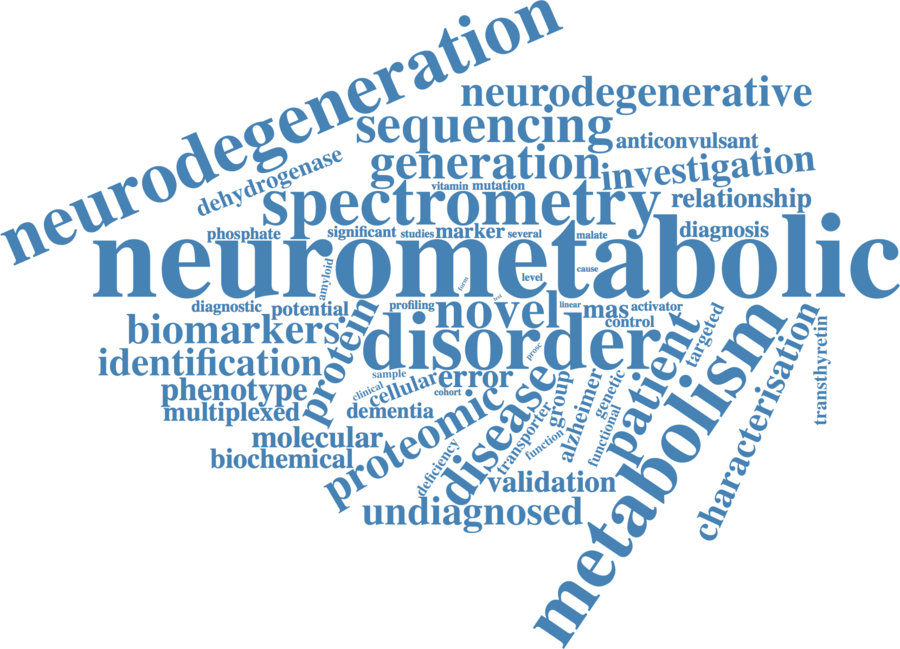 neurodegeneration
neurodegenerative
sequencing
anticonvulsant
generation
investigation
dehydrogenase
vitamin
mutation
spectrometry
relationship
phosphate
significant
studies
marker
several
malate
diagnosis
neurometabolic
amyloid
level
cause
form
diagnostic
potential
profiling
novel
linear
mas
activator
control
biomarkers
protein
disorder
patient
targeted
metabolism
characterisation
transthyretin
identification
sample
clinical
cellular
error
cohort
phenotype
multiplexed
dementia
proteomic
disease
transporter
group
function
alzheimer
genetic
functional
molecular
biochemical
deficiency
validation
undiagnosed